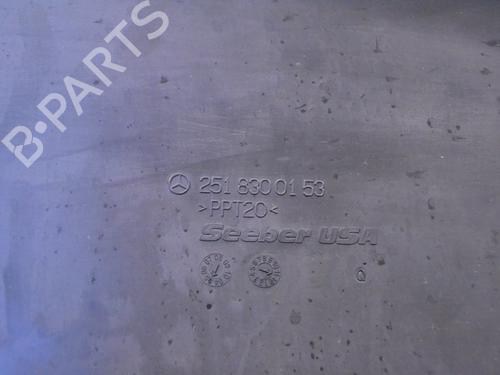 B-PARTS
251 830 01 53
>PPT20<
Seeber USA